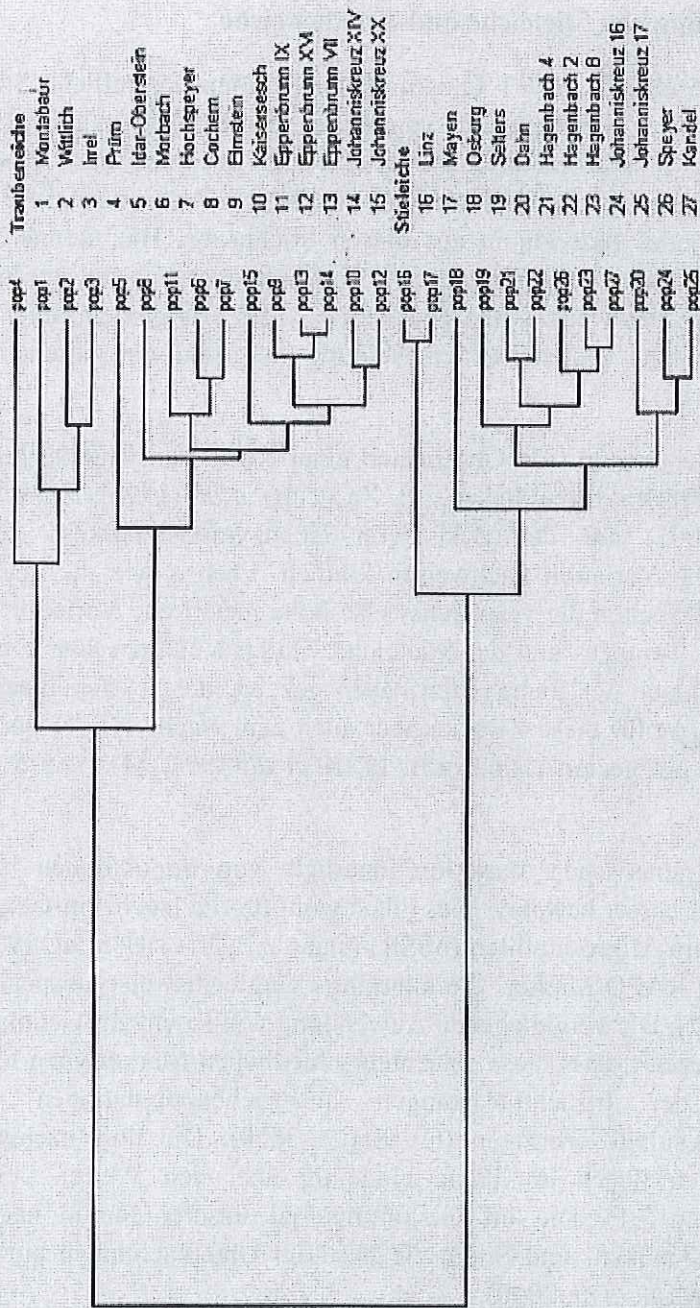 pop4
pop1
pop2
pop3
pop5
pop8
pop11
pop6
pop7
pop15
pop9
pop13
pop14
pop10
pop12
pop16
pop17
pop18
pop19
pop21
pop22
pop26
pop23
pop27
pop20
pop24
pop25
Traubeneiche
1 Montabaur
2 Wittlich
3 Irrel
4 Prüm
5 Idar-Oberstein
6 Morbach
7 Hochspeyer
8 Cochem
9 Elmstein
10 Kaisersesch
11 Eppenbrunn IX
12 Eppenbrunn XVI
13 Eppenbrunn VII
14 Johanniskreuz XIV
15 Johanniskreuz XX
Stieleiche
16 Linz
17 Mayen
18 Osburg
19
20 Dahn
21 Hagenbach 4
22 Hagenbach 2
23 Hagenbach 8
24 Johanniskreuz 16
25 Johanniskreuz 17
26 Speyer
27 Kandel